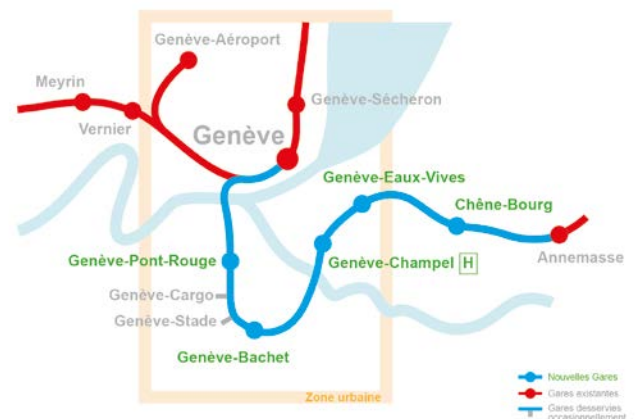 Genève-Aéroport
Meyrin
Genève-Sécheron
Vernier
Genève
Genève-Eaux-Vives
Chêne-Bourg
Genève-Pont-Rouge
Genève-Champel H
Annemasse
Genève-Cargo
Genève-Stade
Genève-Bachet
Nouvelles Gares
Gares existantes
Zone urbaine
Gares desservies
occasionnellement